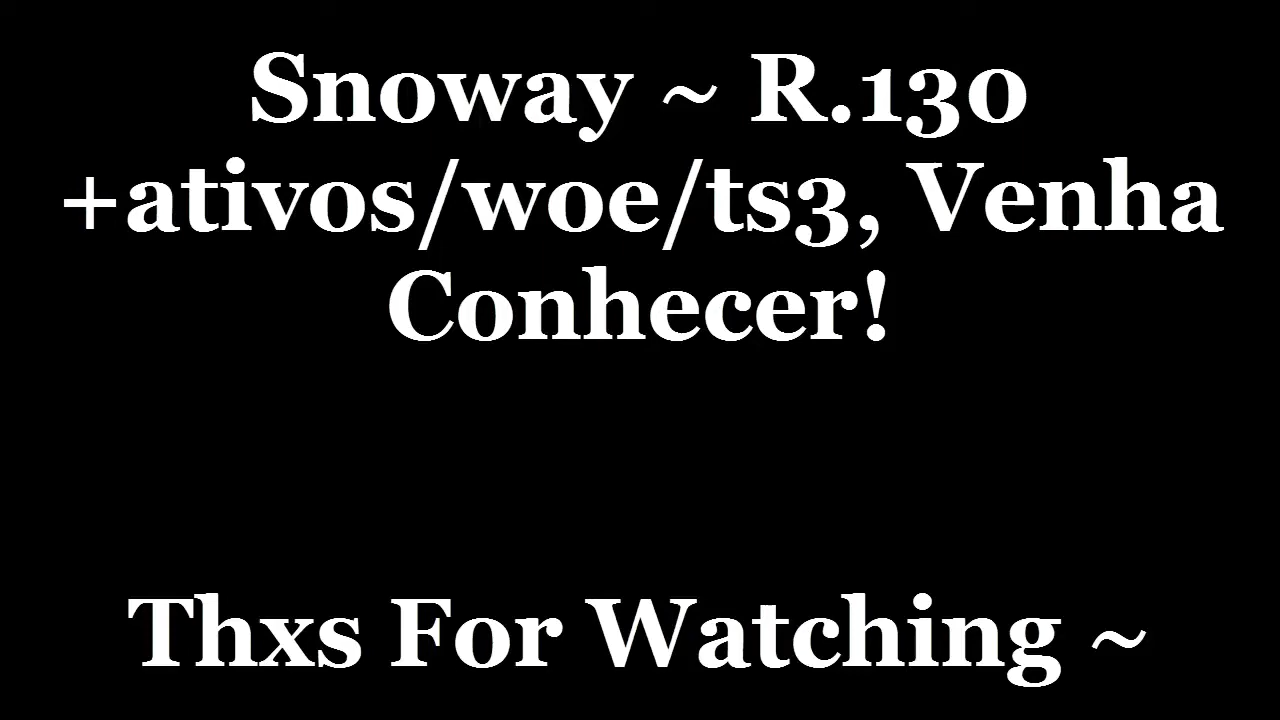 Snoway ~ R.130
+ativos/woe/ts3, Venha
Conhecer!
Thxs For Watching ~